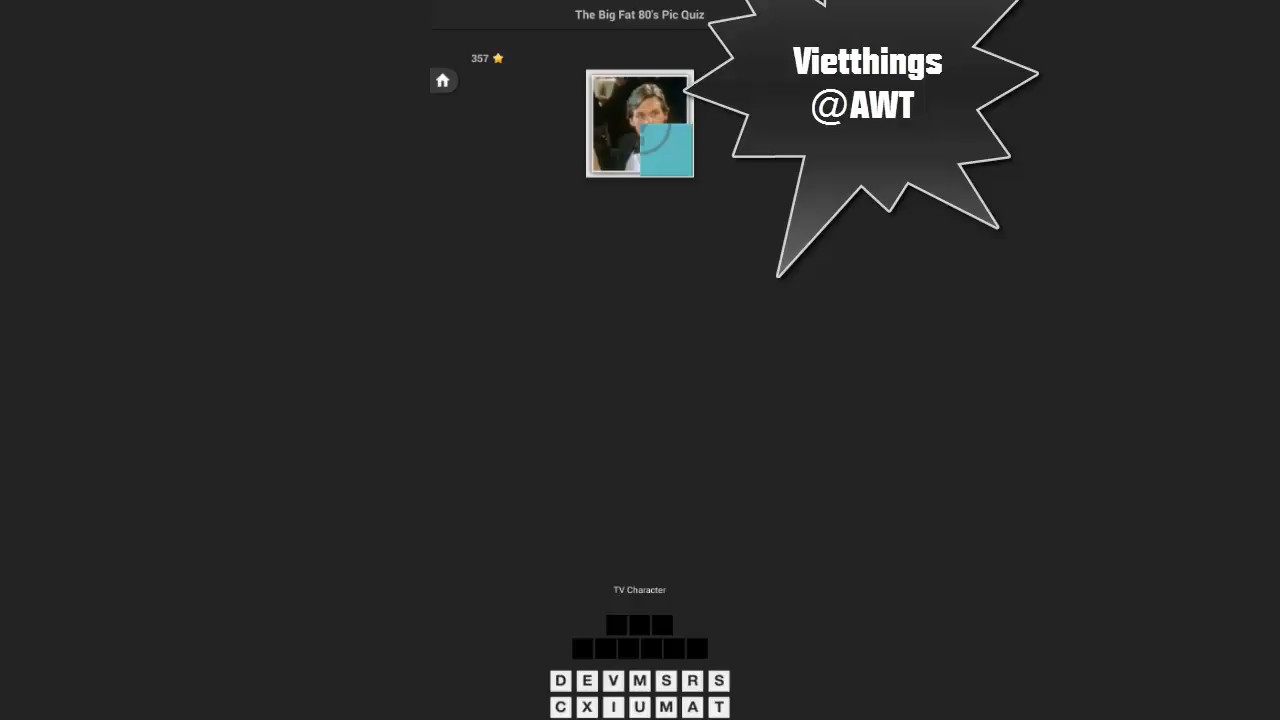 The Big Fat 80's Pic Quiz
Vietthings
@AWT
357
TV Character
D E V M S R S
C X I U M A T